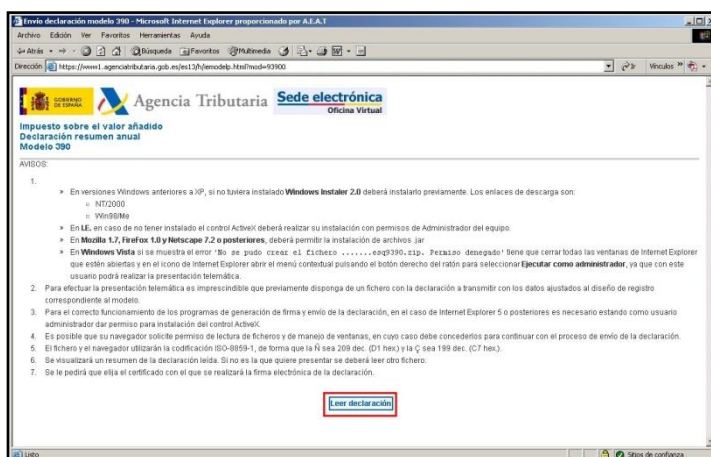 Envio declaración modelo 390 - Microsoft Internet Explorer proporcionado por A.E.A.T
Archivo Edición Ver Favoritos Herramientas Ayuda
Atrás Búsqueda Favoritos Multimedia
Dirección https://www1.agenciatributaria.gob.es/es13/h/iemodelp.html?mod=93900 Ir Vínculos »
GOBIERNO DE ESPAÑA Agencia Tributaria Sede electrónica
Oficina Virtual
Impuesto sobre el valor añadido
Declaración resumen anual
Modelo 390
AVISOS:
1.
» En versiones Windows anteriores a XP, si no tuviera instalado Windows Instaler 2.0 deberá instalarlo previamente. Los enlaces de descarga son:
NT/2000
Win98/Me
» En I.E. en caso de no tener instalado el control ActiveX deberá realizar su instalación con permisos de Administrador del equipo.
» En Mozilla 1.7, FireFox 1.0 y Netscape 7.2 o posteriores, deberá permitir la instalación de archivos .jar
» En Windows Vista si se muestra el error 'No se pudo crear el fichero ......esq9390.zip. Permiso denegado' tiene que cerrar todas las ventanas de Internet Explorer
que estén abiertas y en el icono de Internet Explorer abrir el menú contextual pulsando el botón derecho del ratón para seleccionar Ejecutar como administrador, ya que con este
usuario podrá realizar la presentación telemática.
2. Para efectuar la presentación telemática es imprescindible que previamente disponga de un fichero con la declaración a transmitir con los datos ajustados al diseño de registro
correspondiente al modelo.
3. Para el correcto funcionamiento de los programas de generación de firma y envío de la declaración, en el caso de Internet Explorer 5 o posteriores es necesario estando como usuario
administrador dar permiso para instalación del control ActiveX.
4. Es posible que su navegador solicite permiso de lectura de ficheros y de manejo de ventanas, en cuyo caso debe concederlos para continuar con el proceso de envío de la declaración.
5. El fichero y el navegador utilizarán la codificación ISO-8859-1, de forma que la Ñ sea 209 dec. (D1 hex.) y la Ç sea 199 dec. (C7 hex.).
6. Se visualizará un resumen de la declaración leída. Si no es la que quiere presentar se deberá leer otro fichero.
7. Se le pedirá que elija el certificado con el que se realizará la firma electrónica de la declaración.
Leer declaración
Listo Sitios de confianza